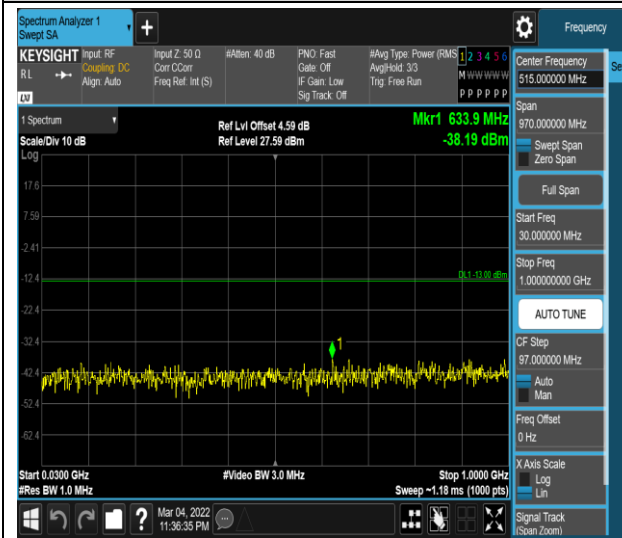 Spectrum Analyzer 1
Swept SA
Frequency
KEYSIGHT
RL
LXI
Input: RF
Coupling: DC
Align: Auto
Input Z: 50 Ω
Corr CCorr
Freq Ref: Int (S)
#Atten: 40 dB
PNO: Fast
Gate: Off
IF Gain: Low
Sig Track: Off
#Avg Type: Power (RMS
Avg|Hold: 3/3
Trig: Free Run
1 2 3 4 5 6
M W W W W W
P P P P P P
1 Spectrum
Scale/Div 10 dB
Log
Ref Lvl Offset 4.59 dB
Ref Level 27.59 dBm
Mkr1 633.9 MHz
-38.19 dBm
17.6
7.59
-2.41
-12.4
-22.4
-32.4
-42.4
-52.4
-62.4
DL1 -13.00 dBm
1
Start 0.0300 GHz
#Res BW 1.0 MHz
#Video BW 3.0 MHz
Stop 1.0000 GHz
Sweep ~1.18 ms (1000 pts)
Mar 04, 2022
11:36:35 PM
Center Frequency
515.000000 MHz
Span
970.000000 MHz
Swept Span
Zero Span
Full Span
Start Freq
30.000000 MHz
Stop Freq
1.000000000 GHz
AUTO TUNE
CF Step
97.000000 MHz
Auto
Man
Freq Offset
0 Hz
X Axis Scale
Log
Lin
Signal Track
(Span Zoom)
Se